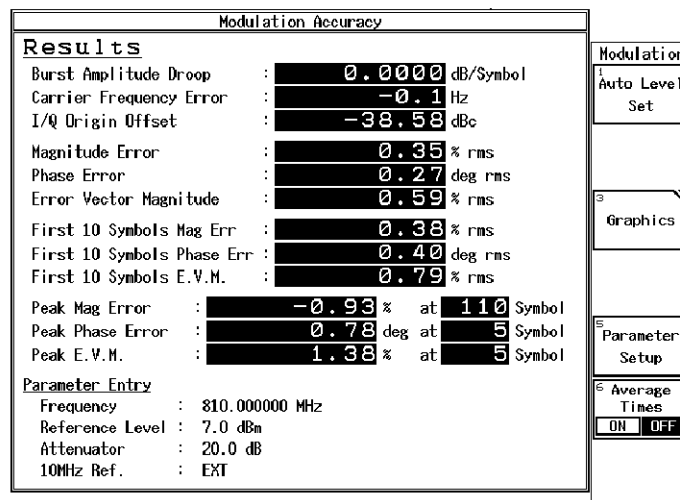 Modulation Accuracy
Results
Burst Amplitude Droop : 0.0000 dB/Symbol
Carrier Frequency Error : -0.1 Hz
I/Q Origin Offset : -38.58 dBc
Magnitude Error : 0.35 % rms
Phase Error : 0.27 deg rms
Error Vector Magnitude : 0.59 % rms
First 10 Symbols Mag Err : 0.38 % rms
First 10 Symbols Phase Err : 0.40 deg rms
First 10 Symbols E.V.M. : 0.79 % rms
Peak Mag Error : -0.93 % at 110 Symbol
Peak Phase Error : 0.78 deg at 5 Symbol
Peak E.V.M. : 1.38 % at 5 Symbol
Parameter Entry
Frequency : 810.000000 MHz
Reference Level : 7.0 dBm
Attenuator : 20.0 dB
10MHz Ref. : EXT
Modulation
1
Auto Level
Set
3
Graphics
5
Parameter
Setup
6 Average
Times
ON OFF